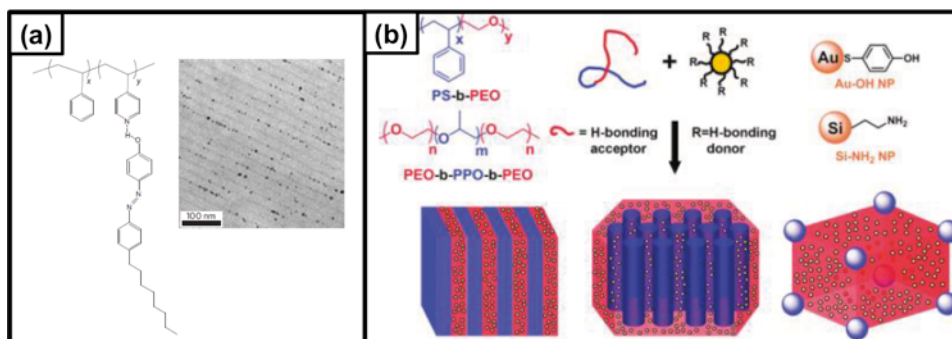 (a)
x
y
N
H
O
N
N
100 nm
(b)
x
O
y
PS-b-PEO
O
n
O
m
O
n
PEO-b-PPO-b-PEO
+
R
R
R
R
R
R
R
R
= H-bonding
acceptor
R=H-bonding
donor
Au
S
OH
Au-OH NP
Si
NH2
Si-NH2 NP